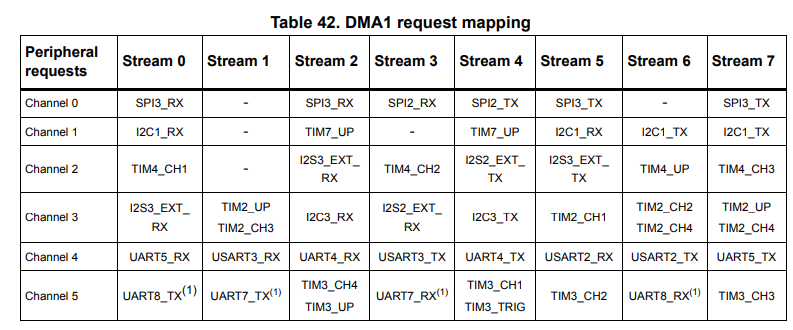 Table 42. DMA1 request mapping
Peripheral requests | Stream 0 | Stream 1 | Stream 2 | Stream 3 | Stream 4 | Stream 5 | Stream 6 | Stream 7
Channel 0 | SPI3_RX | - | SPI3_RX | SPI2_RX | SPI2_TX | SPI3_TX | - | SPI3_TX
Channel 1 | I2C1_RX | - | TIM7_UP | - | TIM7_UP | I2C1_RX | I2C1_TX | I2C1_TX
Channel 2 | TIM4_CH1 | - | I2S3_EXT_ RX | TIM4_CH2 | I2S2_EXT_ TX | I2S3_EXT_ TX | TIM4_UP | TIM4_CH3
Channel 3 | I2S3_EXT_ RX | TIM2_UP TIM2_CH3 | I2C3_RX | I2S2_EXT_ RX | I2C3_TX | TIM2_CH1 | TIM2_CH2 TIM2_CH4 | TIM2_UP TIM2_CH4
Channel 4 | UART5_RX | USART3_RX | UART4_RX | USART3_TX | UART4_TX | USART2_RX | USART2_TX | UART5_TX
Channel 5 | UART8_TX(1) | UART7_TX(1) | TIM3_CH4 TIM3_UP | UART7_RX(1) | TIM3_CH1 TIM3_TRIG | TIM3_CH2 | UART8_RX(1) | TIM3_CH3